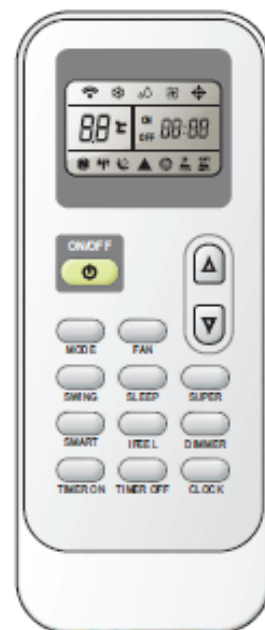 88 °C ON 88:88
OFF
ON/OFF
MODE FAN
SWING SLEEP SUPER
SMART IFEEL DIMMER
TIMER ON TIMER OFF CLOCK